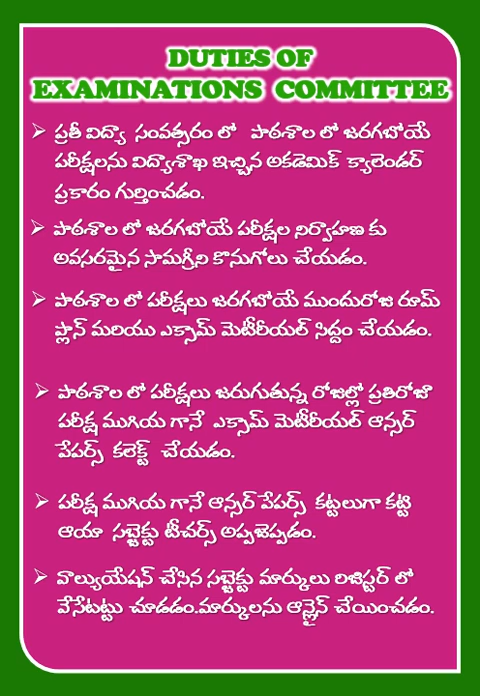 DUTIES OF
EXAMINATIONS COMMITTEE
➢ ప్రతీ విద్యా సంవత్సరం లో పాఠశాల లో జరగబోయే
పరీక్షలను విద్యాశాఖ ఇచ్చిన అకడెమిక్ క్యాలెండర్
ప్రకారం గుర్తించడం.
➢ పాఠశాల లో జరగబోయే పరీక్షల నిర్వాహణ కు
అవసరమైన సామగ్రీని కొనుగోలు చేయడం.
➢ పాఠశాల లో పరీక్షలు జరగబోయే ముందురోజు రూమ్
ప్లాన్ మరియు ఎక్సామ్ మెటీరీయల్ సిద్దం చేయడం.
➢ పాఠశాల లో పరీక్షలు జరుగుతున్న రోజుల్లో ప్రతిరోజూ
పరీక్ష ముగియ గానే ఎక్సామ్ మెటీరీయల్ ఆన్సర్
పేపర్స్ కలెక్ట్ చేయడం.
➢ పరీక్ష ముగియ గానే ఆన్సర్ పేపర్స్ కట్టలుగా కట్టి
ఆయా సబ్జెక్టు టీచర్స్ అప్పజెప్పడం.
➢ వాల్యుయేషన్ చేసిన సబ్జెక్టు మార్కులు రిజిస్టర్ లో
వేసేటట్టు చూడడం.మార్కులను ఆన్లైన్ చేయించడం.